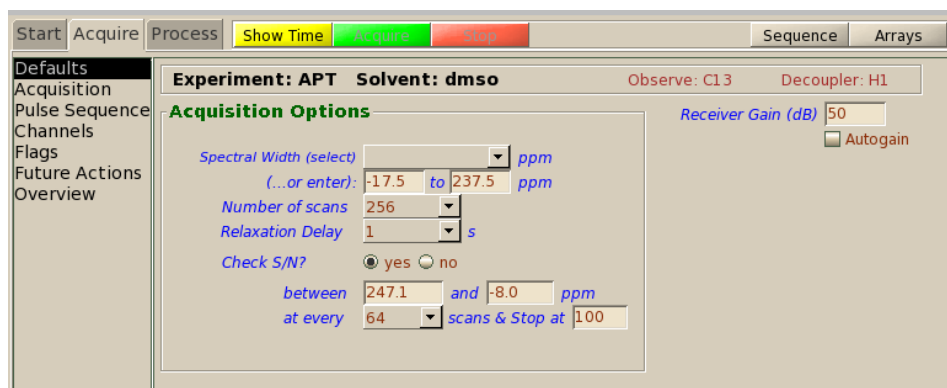 Start Acquire Process Show Time Acquire Stop Sequence Arrays
Defaults
Acquisition
Pulse Sequence
Channels
Flags
Future Actions
Overview
Experiment: APT Solvent: dmso Observe: C13 Decoupler: H1
Acquisition Options
Receiver Gain (dB) 50
Autogain
Spectral Width (select) ppm
(...or enter): -17.5 to 237.5 ppm
Number of scans 256
Relaxation Delay 1 s
Check S/N? yes no
between 247.1 and -8.0 ppm
at every 64 scans & Stop at 100